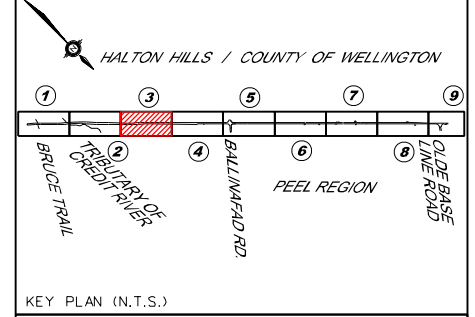 HALTON HILLS / COUNTY OF WELLINGTON
1
3
5
7
9
2
4
6
8
BRUCE TRAIL
TRIBUTARY OF
CREDIT RIVER
BALLINAFAD RD.
OLDE BASE
LINE ROAD
PEEL REGION
KEY PLAN (N.T.S.)